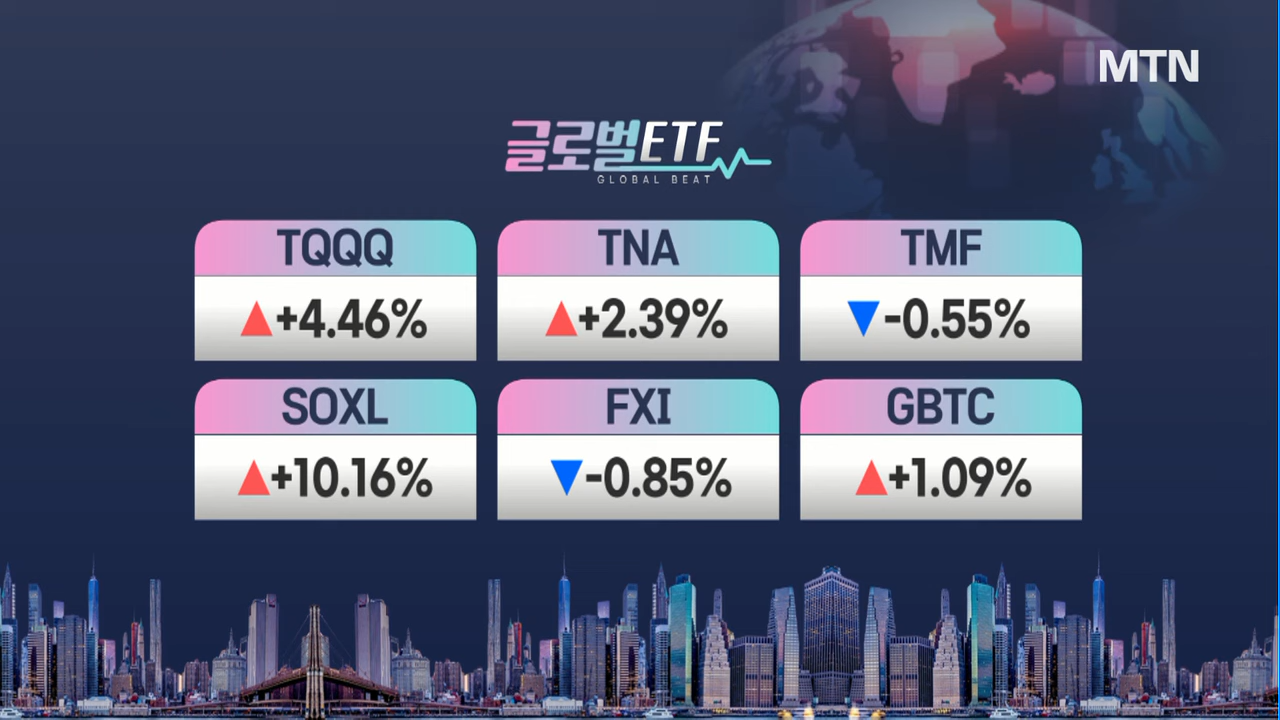 MTN
글로벌ETF
GLOBAL BEAT
TQQQ
▲+4.46%
TNA
▲+2.39%
TMF
▼-0.55%
SOXL
▲+10.16%
FXI
▼-0.85%
GBTC
▲+1.09%